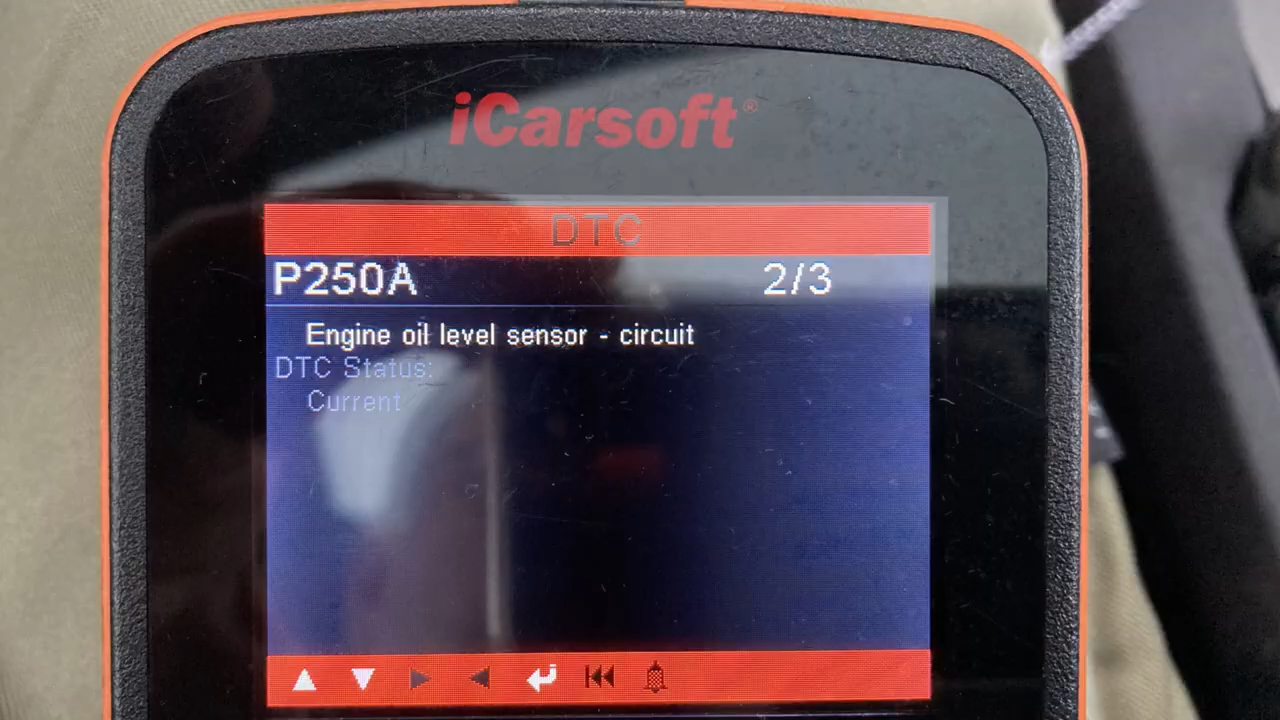 iCarsoft®
DTC
P250A 2/3
Engine oil level sensor - circuit
DTC Status:
Current